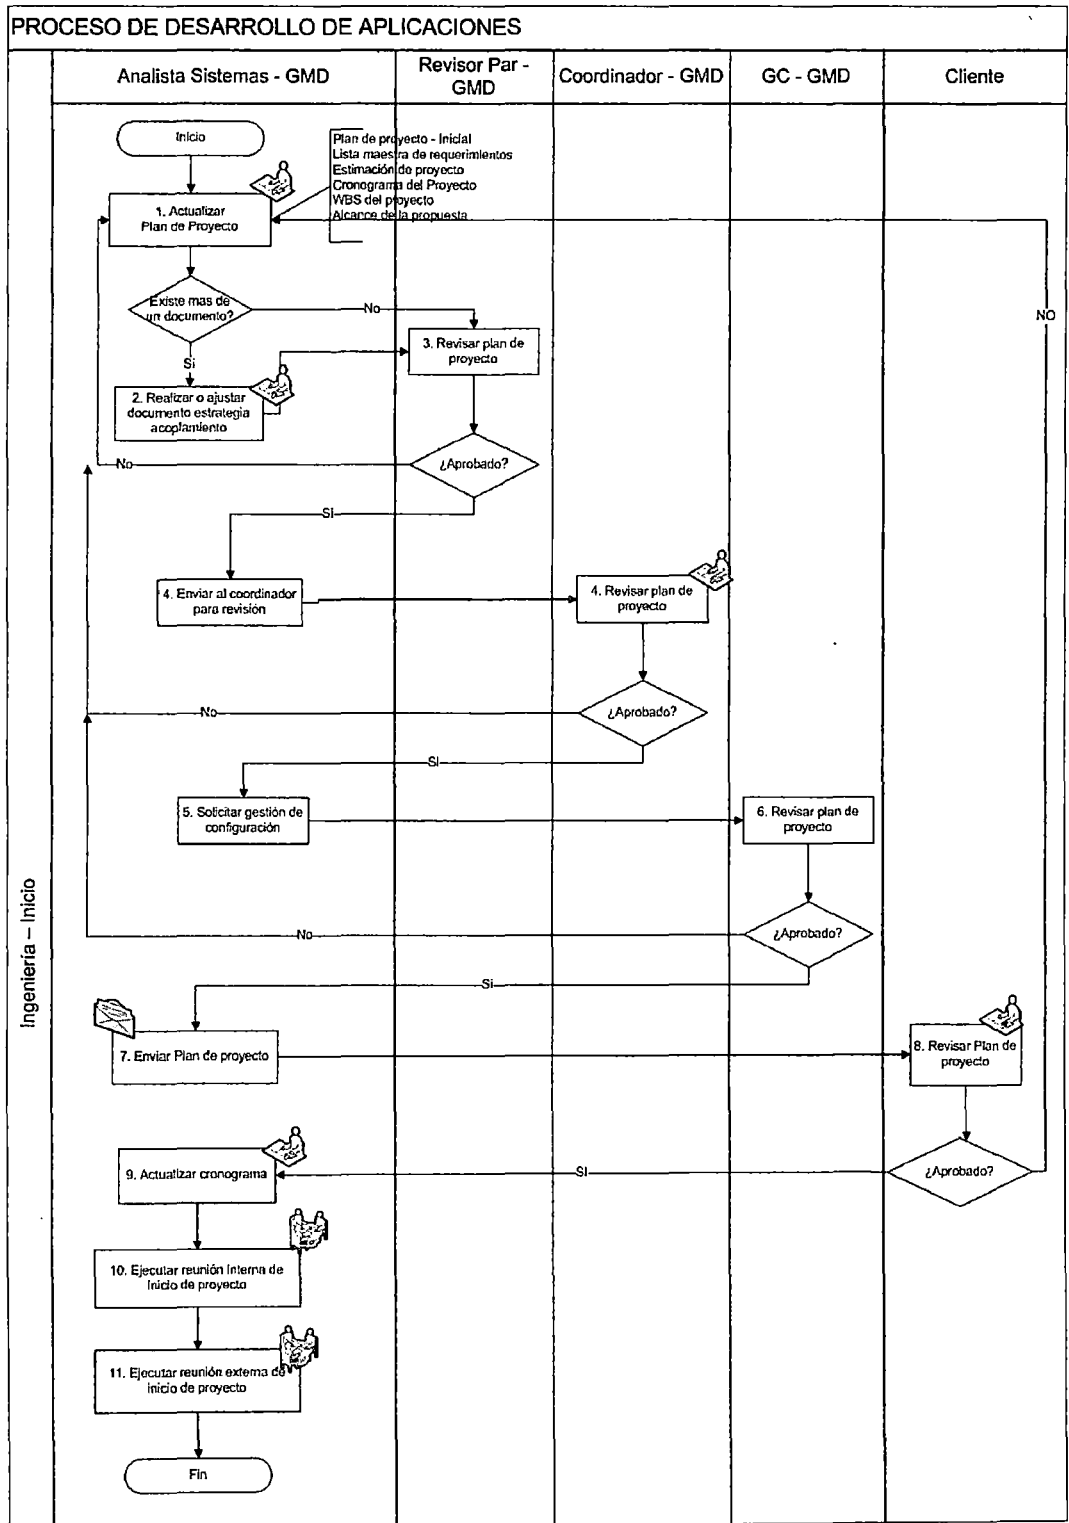 PROCESO DE DESARROLLO DE APLICACIONES
Analista Sistemas - GMD
Revisor Par -
GMD
Coordinador - GMD
GC - GMD
Cliente
Ingeniería – Inicio
Inicio
Plan de proyecto - Inicial
Lista maestra de requerimientos
Estimación de proyecto
Cronograma del Proyecto
WBS del proyecto
Alcance de la propuesta
1. Actualizar
Plan de Proyecto
NO
Existe mas de
un documento?
No
Si
3. Revisar plan de
proyecto
2. Realizar o ajustar
documento estrategia
acoplamiento
No
¿Aprobado?
Si
4. Enviar al coordinador
para revisión
4. Revisar plan de
proyecto
No
¿Aprobado?
Si
5. Solicitar gestión de
configuración
6. Revisar plan de
proyecto
No
¿Aprobado?
Si
7. Enviar Plan de proyecto
8. Revisar Plan de
proyecto
9. Actualizar cronograma
SI
¿Aprobado?
10. Ejecutar reunión interna de
inicio de proyecto
11. Ejecutar reunión externa de
inicio de proyecto
Fin